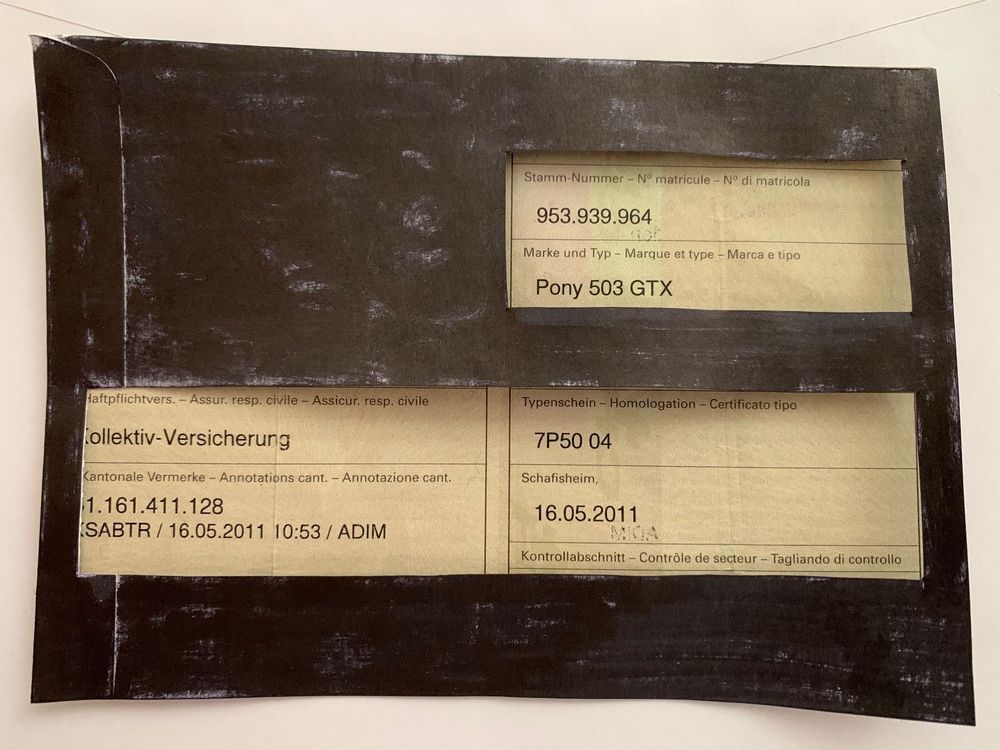 Stamm-Nummer – Nº matricule – Nº di matricola
953.939.964
Marke und Typ – Marque et type – Marca e tipo
Pony 503 GTX
Haftpflichtvers. – Assur. resp. civile – Assicur. resp. civile
Kollektiv-Versicherung
Kantonale Vermerke – Annotations cant. – Annotazione cant.
1.161.411.128
KSABTR / 16.05.2011 10:53 / ADIM
Typenschein – Homologation – Certificato tipo
7P50 04
Schafisheim,
16.05.2011
Kontrollabschnitt – Contrôle de secteur – Tagliando di controllo